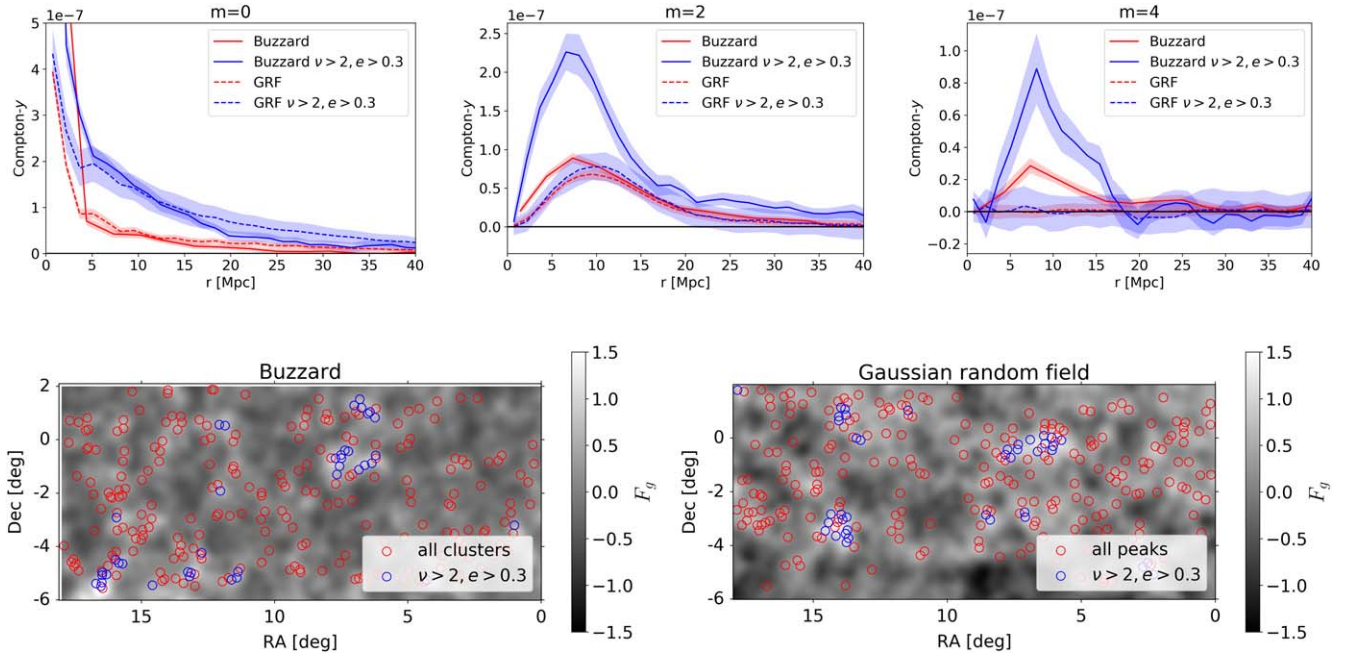 1e−7 m=0
5
4
3
2
1
0
Compton-y
0 5 10 15 20 25 30 35 40
r [Mpc]
Buzzard
Buzzard ν > 2, e > 0.3
GRF
GRF ν > 2, e > 0.3
1e−7 m=2
2.5
2.0
1.5
1.0
0.5
0.0
Compton-y
0 5 10 15 20 25 30 35 40
r [Mpc]
Buzzard
Buzzard ν > 2, e > 0.3
GRF
GRF ν > 2, e > 0.3
1e−7 m=4
1.0
0.8
0.6
0.4
0.2
0.0
−0.2
Compton-y
0 5 10 15 20 25 30 35 40
r [Mpc]
Buzzard
Buzzard ν > 2, e > 0.3
GRF
GRF ν > 2, e > 0.3
Buzzard
2
0
-2
-4
-6
Dec [deg]
15 10 5 0
RA [deg]
all clusters
ν > 2, e > 0.3
1.5
1.0
0.5
0.0
−0.5
−1.0
−1.5
F_g
Gaussian random field
0
-2
-4
-6
Dec [deg]
15 10 5 0
RA [deg]
all peaks
ν > 2, e > 0.3
1.5
1.0
0.5
0.0
−0.5
−1.0
−1.5
F_g